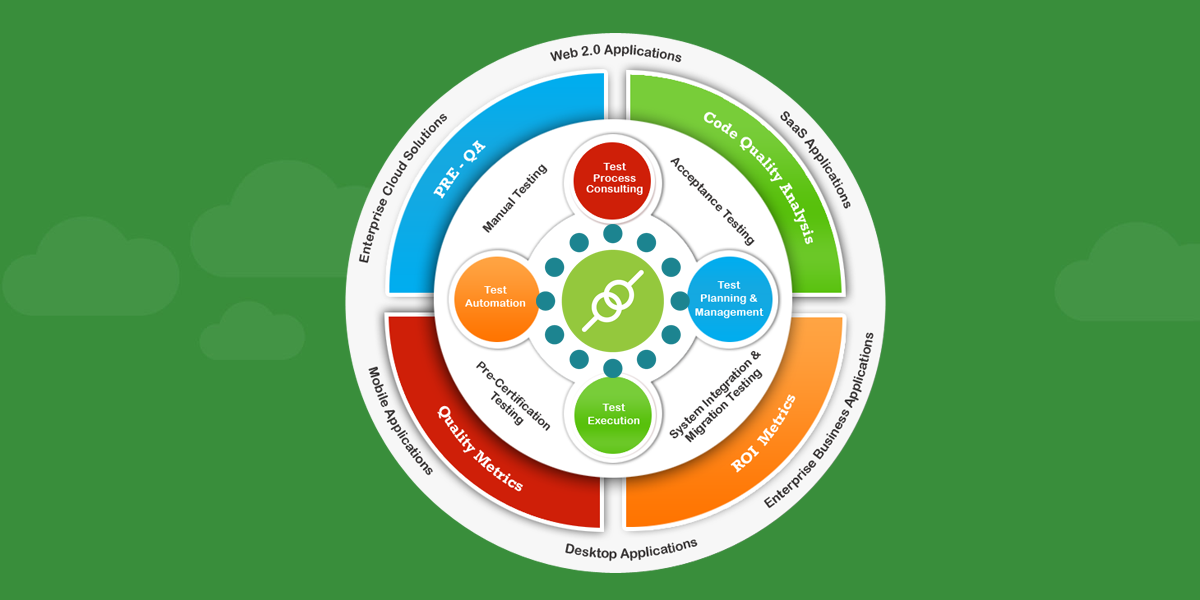 Web 2.0 Applications
SaaS Applications
Enterprise Business Applications
Desktop Applications
Mobile Applications
Enterprise Cloud Solutions
PRE - QA
Code Quality Analysis
ROI Metrics
Quality Metrics
Manual Testing
Acceptance Testing
System Integration &
Migration Testing
Pre-Certification
Testing
Test
Process
Consulting
Test
Planning &
Management
Test
Execution
Test
Automation